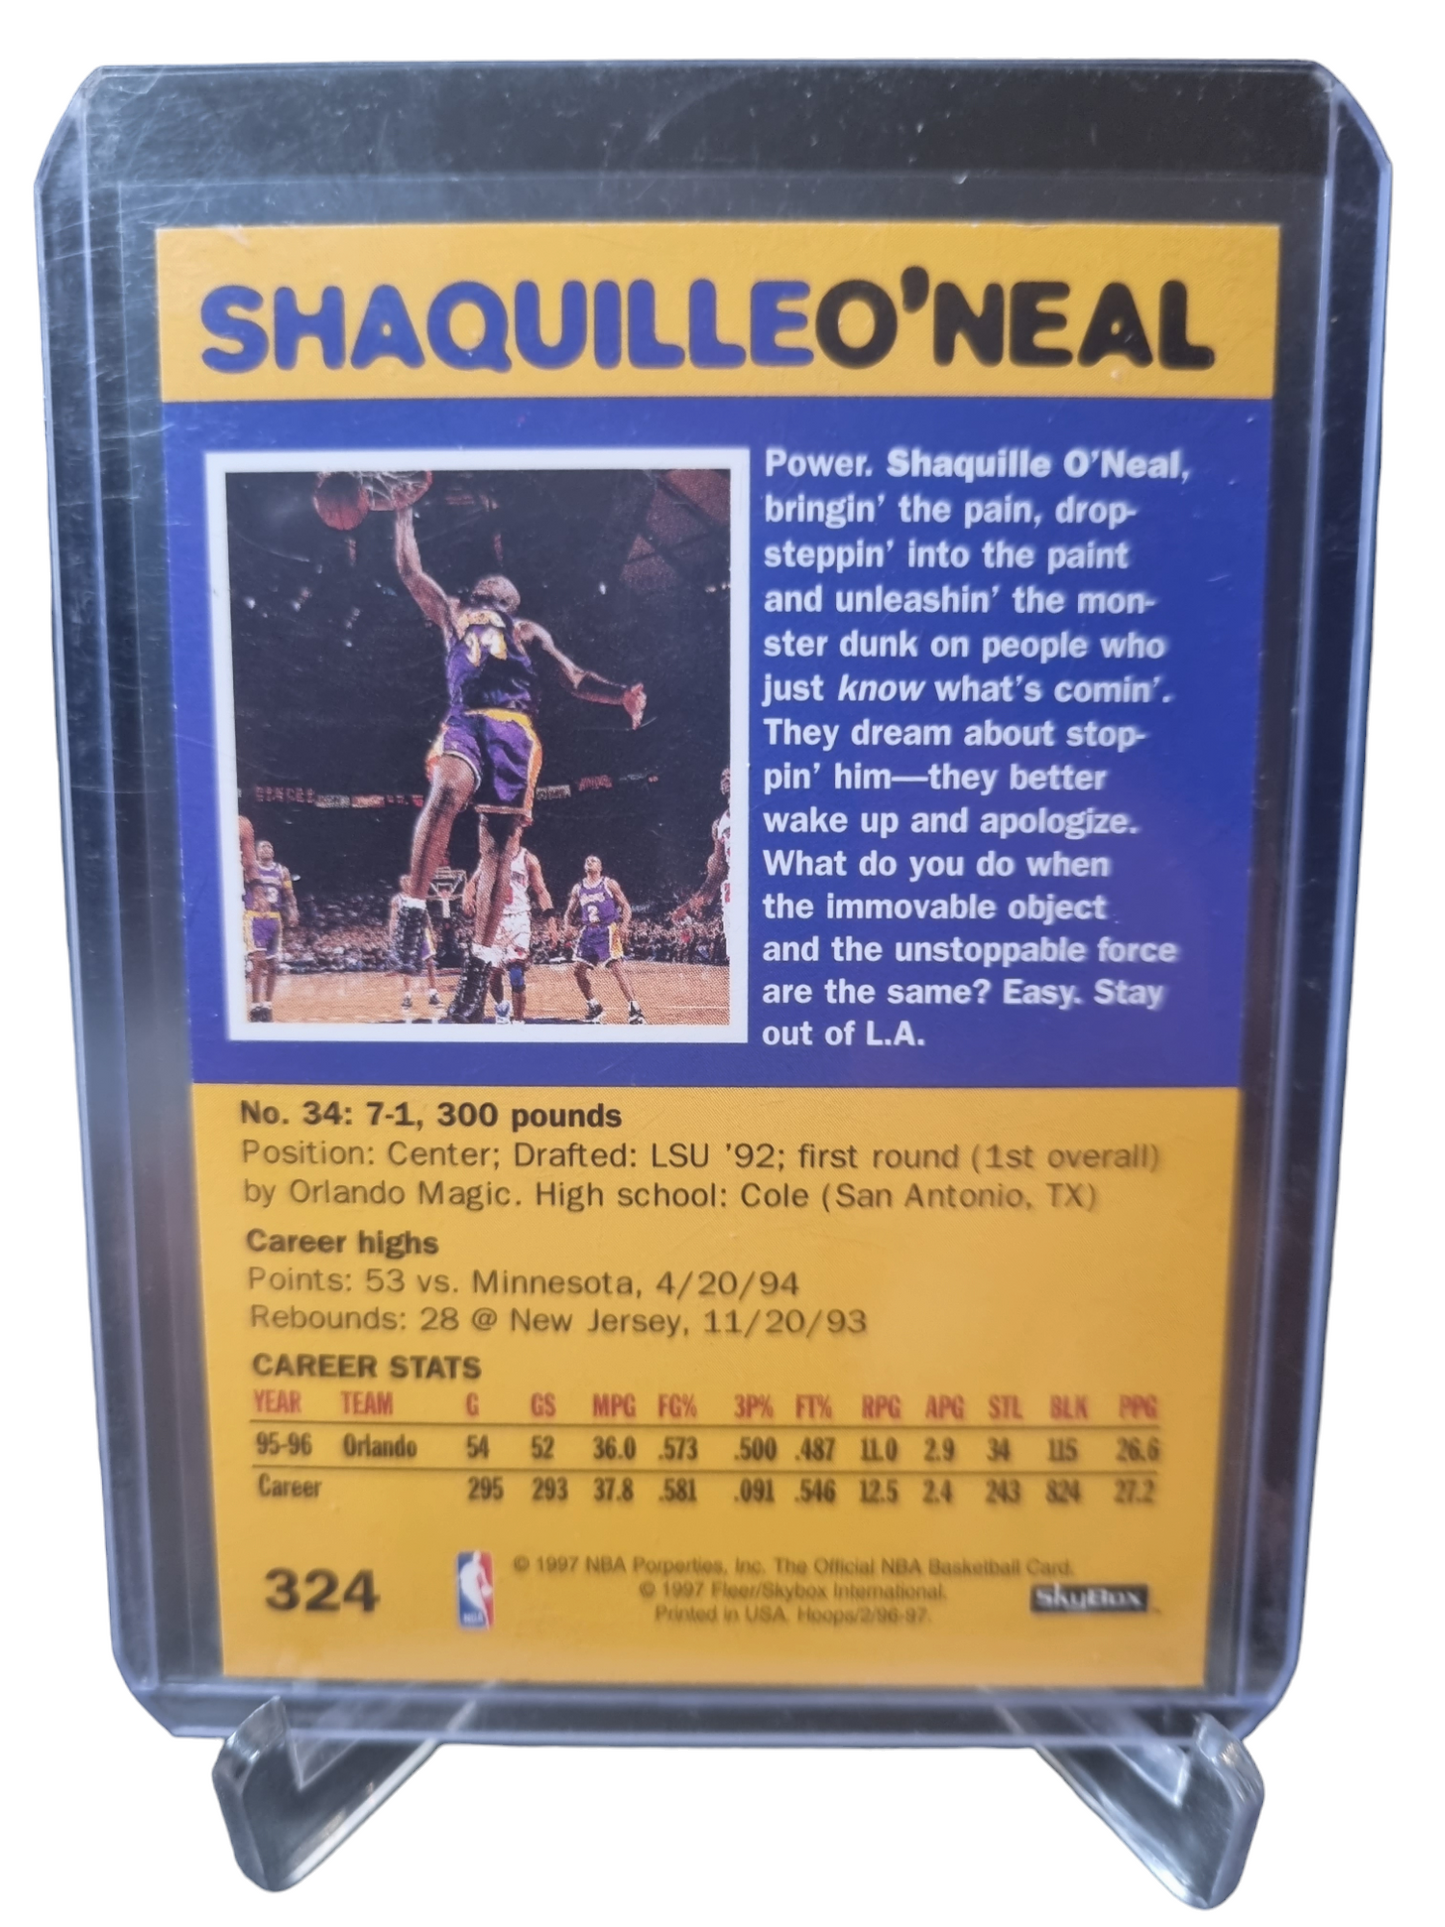 SHAQUILLEO'NEAL
Power. Shaquille O'Neal,
bringin' the pain, drop-
steppin' into the paint
and unleashin' the mon-
ster dunk on people who
just know what's comin'.
They dream about stop-
pin' him—they better
wake up and apologize.
What do you do when
the immovable object
and the unstoppable force
are the same? Easy. Stay
out of L.A.
34
2
No. 34: 7-1, 300 pounds
Position: Center; Drafted: LSU '92; first round (1st overall)
by Orlando Magic. High school: Cole (San Antonio, TX)
Career highs
Points: 53 vs. Minnesota, 4/20/94
Rebounds: 28 @ New Jersey, 11/20/93
CAREER STATS
YEAR TEAM G GS MPG FG% 3P% FT% RPG APG STL BLK PPG
95-96 Orlando 54 52 36.0 .573 .500 .487 11.0 2.9 34 115 26.6
Career 295 293 37.8 .581 .091 .546 12.5 2.4 243 824 27.2
324
NBA
© 1997 NBA Porperties, Inc. The Official NBA Basketball Card.
© 1997 Fleer/Skybox International.
Printed in USA. Hoops/2/96-97.
SkyBox